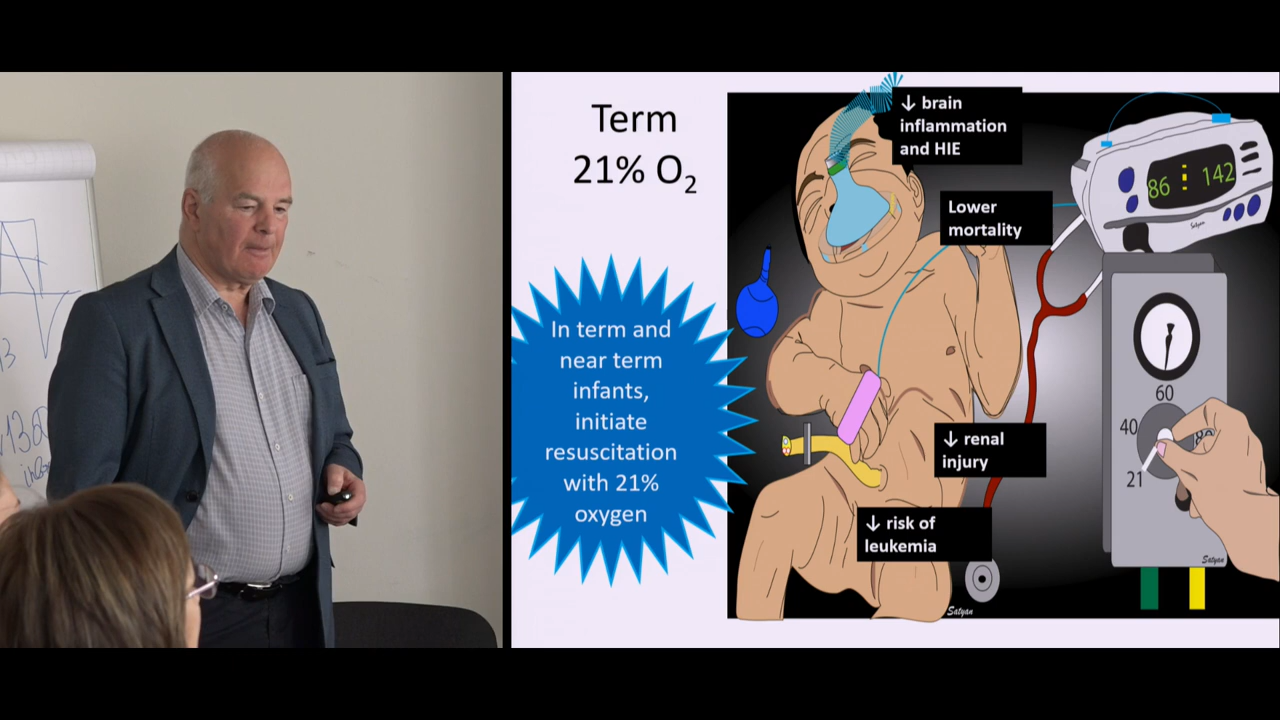 Term
21% O₂
In term and
near term
infants,
initiate
resuscitation
with 21%
oxygen
↓ brain
inflammation
and HIE
Lower
mortality
↓ renal
injury
↓ risk of
leukemia
86 : 142
Satyan
60
40
21
Satyan
Satyan